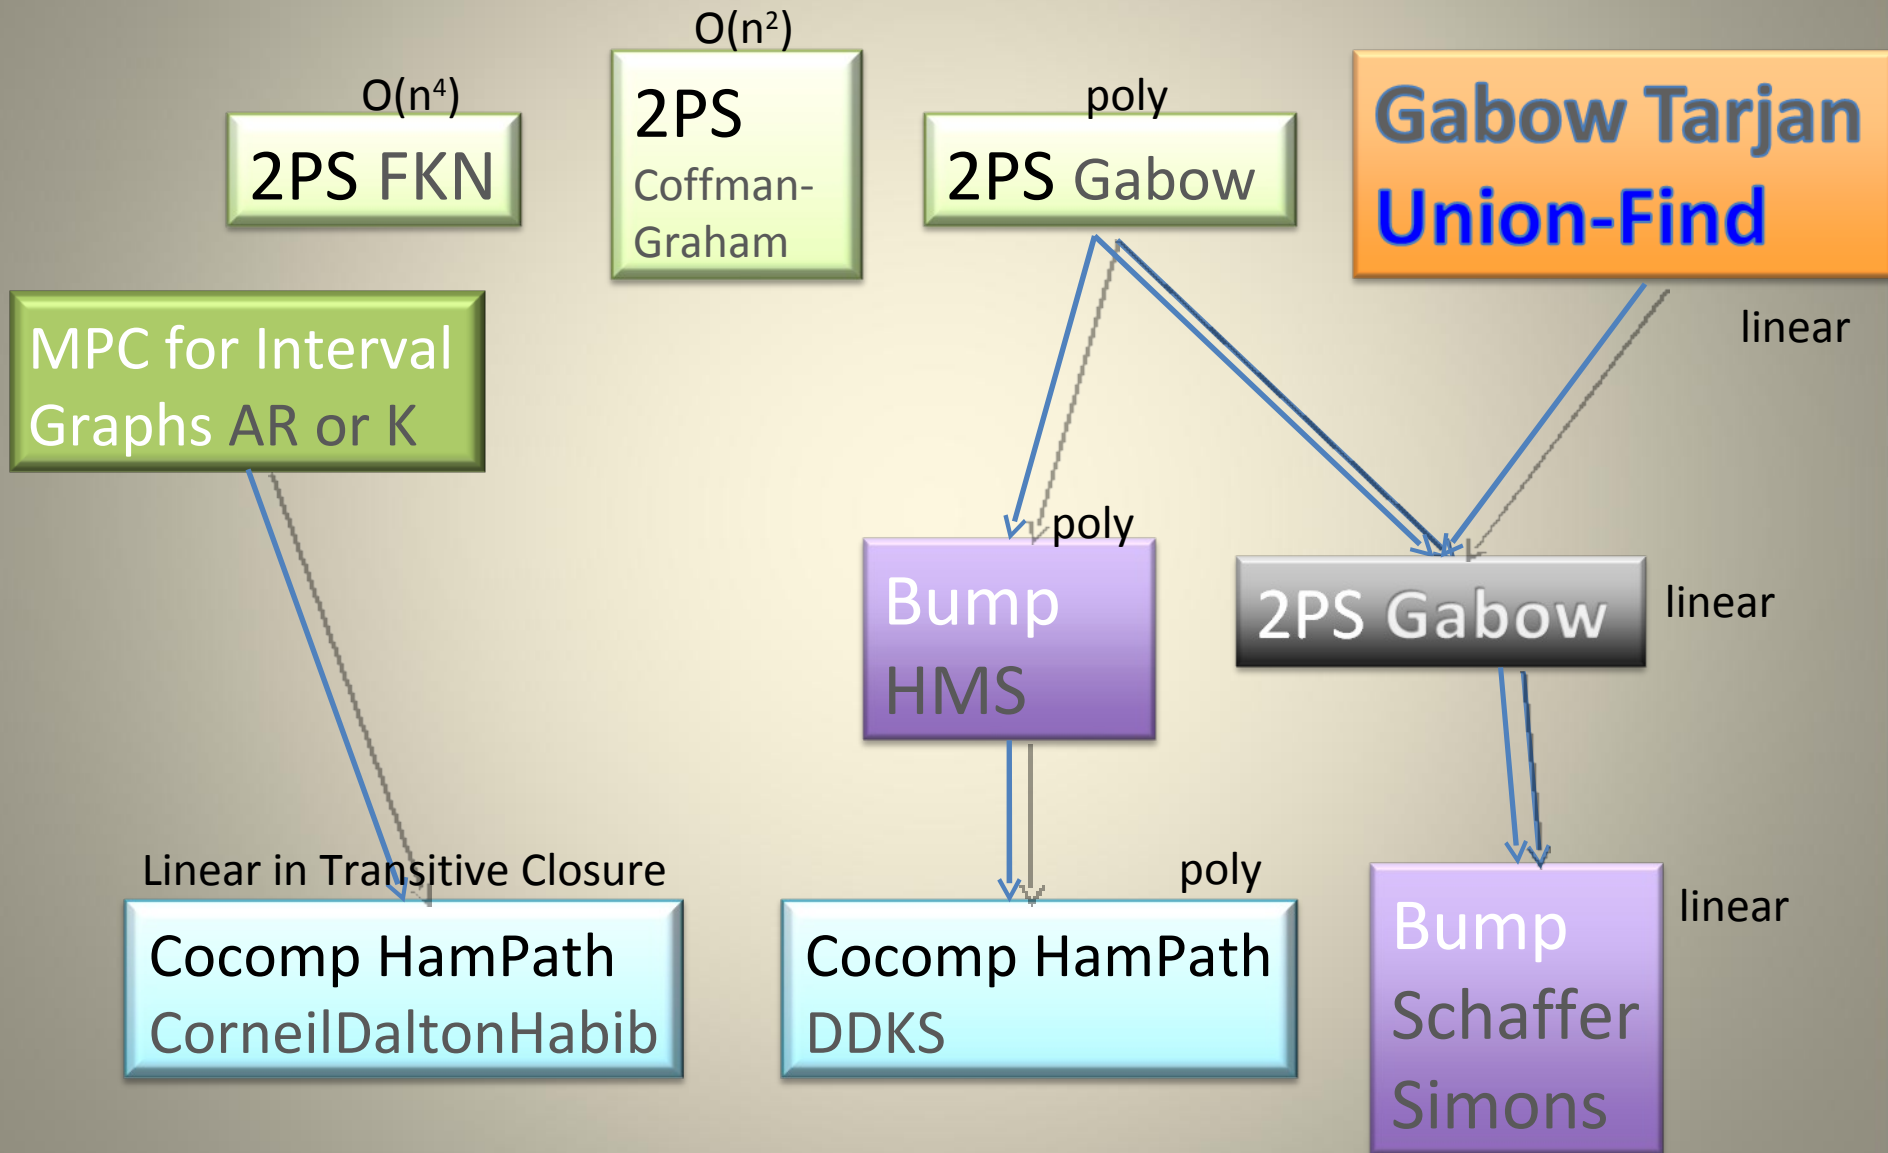 O(n²)
O(n⁴)
2PS FKN
2PS
Coffman-
Graham
poly
2PS Gabow
Gabow Tarjan
Union-Find
linear
MPC for Interval
Graphs AR or K
poly
Bump
HMS
2PS Gabow
linear
Linear in Transitive Closure
Cocomp HamPath
CorneilDaltonHabib
poly
Cocomp HamPath
DDKS
linear
Bump
Schaffer
Simons